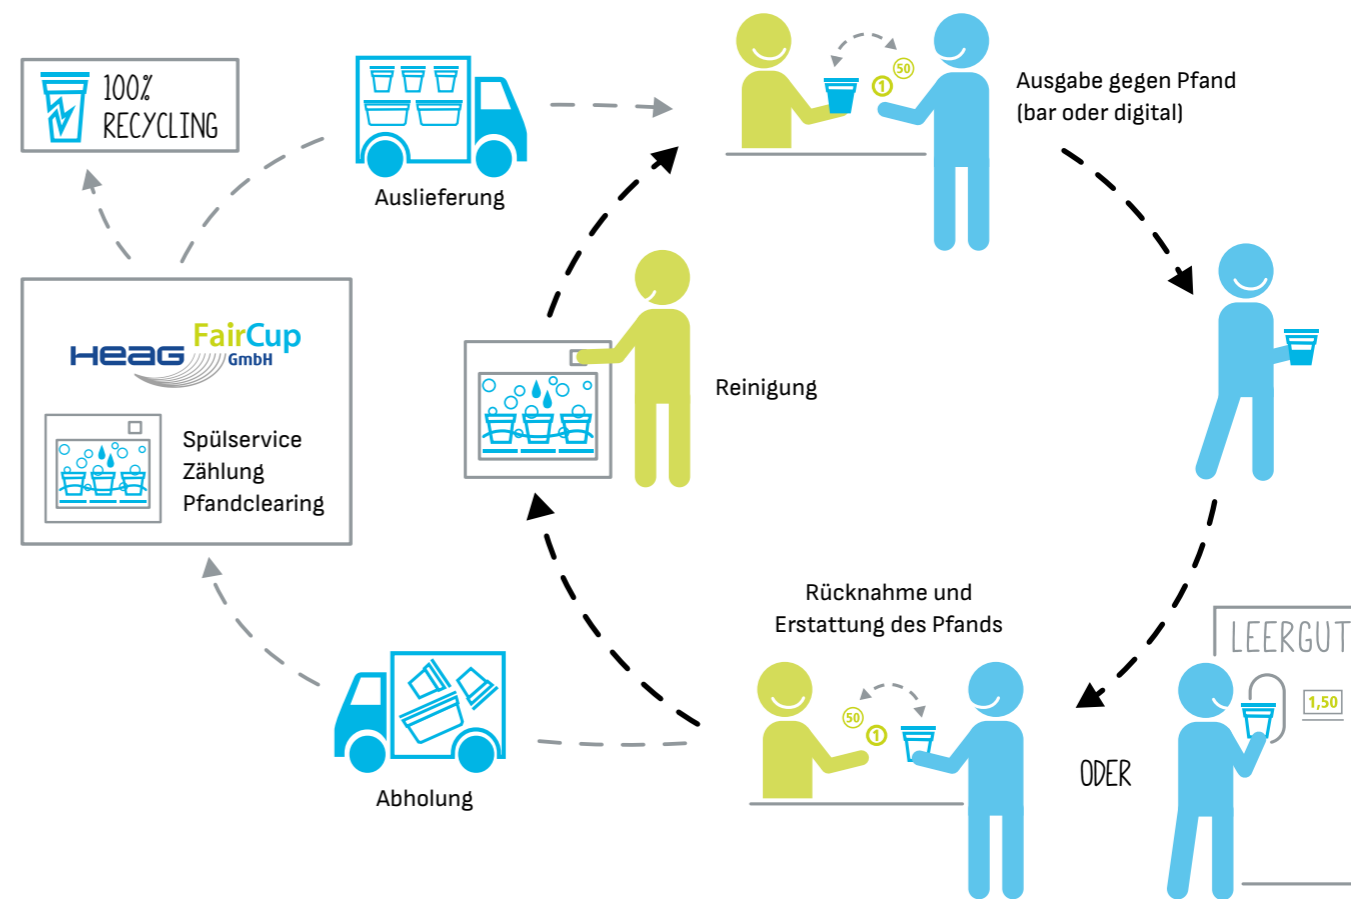 100%
RECYCLING
Auslieferung
50
1
Ausgabe gegen Pfand
(bar oder digital)
HEAG FairCup
GmbH
Spülservice
Zählung
Pfandclearing
Reinigung
Rücknahme und
Erstattung des Pfands
50
1
ODER
LEERGUT
1,50
Abholung